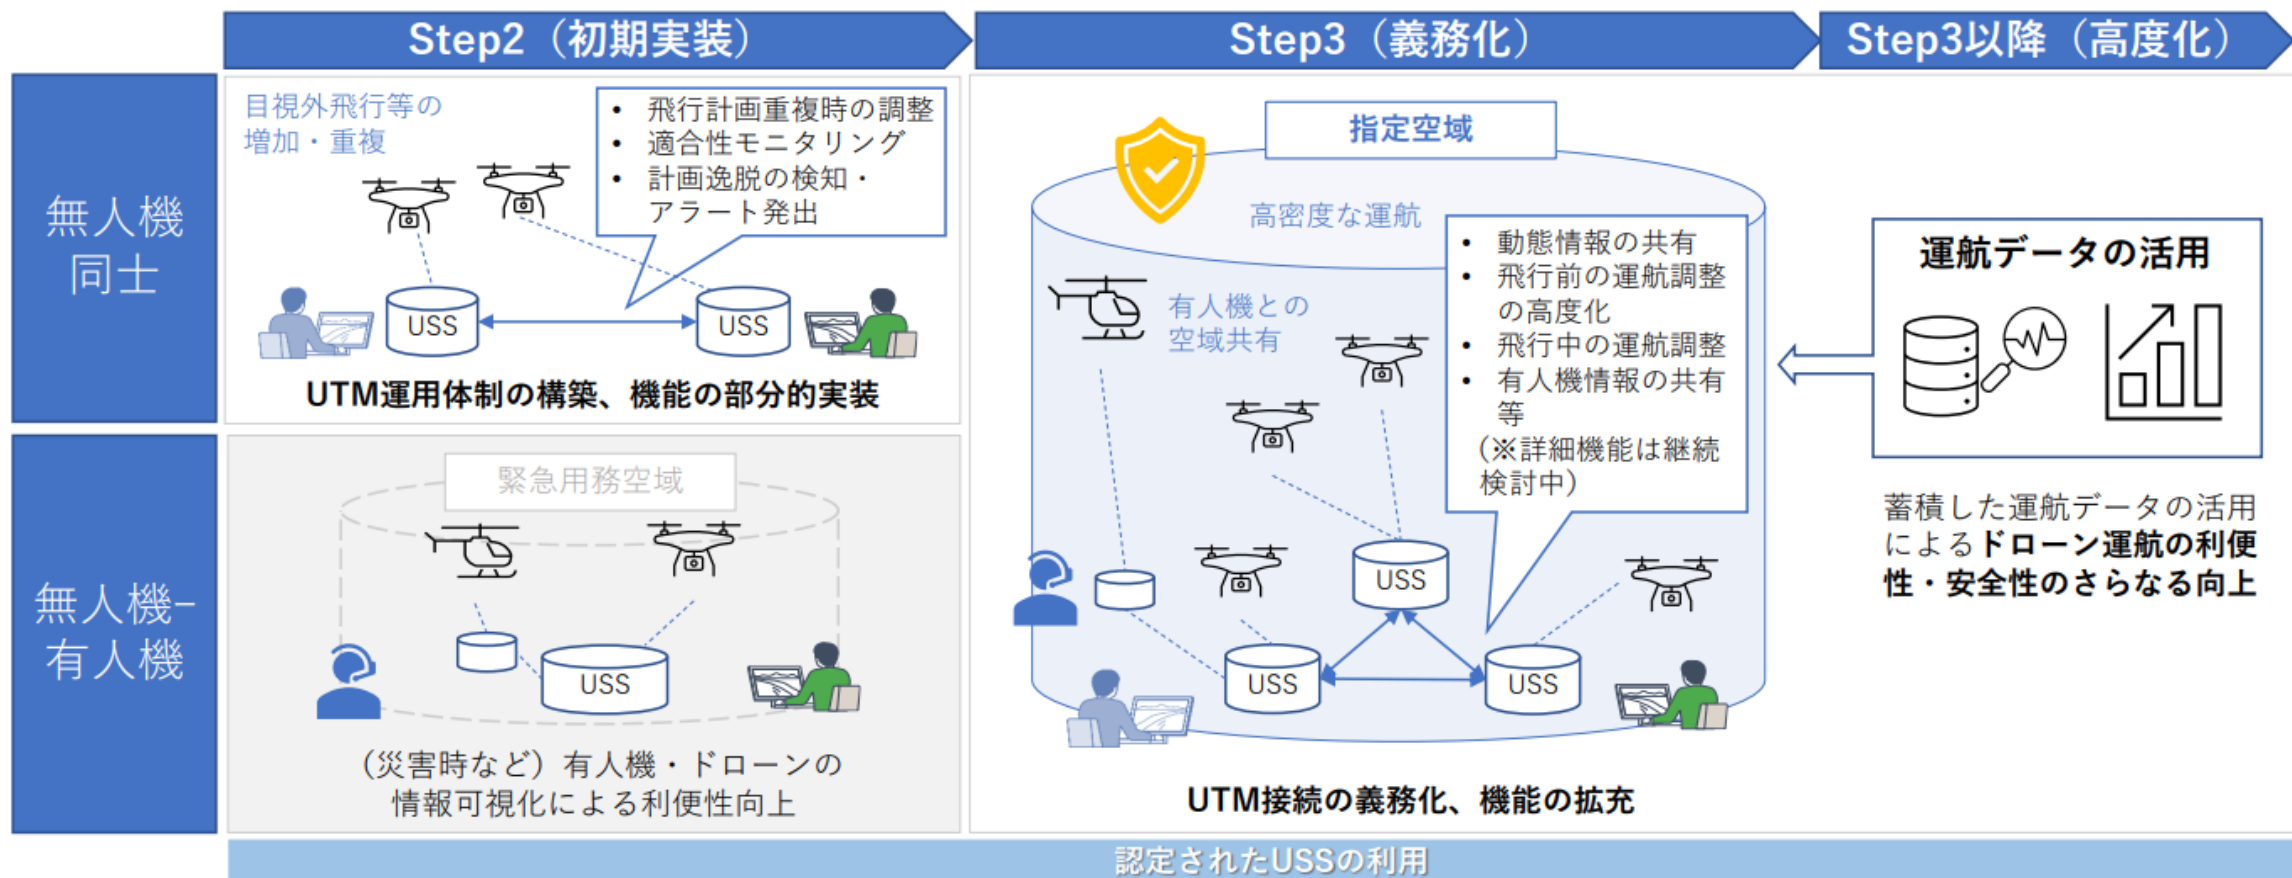 Step2（初期実装）
Step3（義務化）
Step3以降（高度化）
無人機
同士
目視外飛行等の
増加・重複
• 飛行計画重複時の調整
• 適合性モニタリング
• 計画逸脱の検知・
アラート発出
USS
USS
UTM運用体制の構築、機能の部分的実装
無人機-
有人機
緊急用務空域
USS
（災害時など）有人機・ドローンの
情報可視化による利便性向上
指定空域
高密度な運航
有人機との
空域共有
• 動態情報の共有
• 飛行前の運航調整
の高度化
• 飛行中の運航調整
• 有人機情報の共有
等
（※詳細機能は継続
検討中）
USS
USS
USS
UTM接続の義務化、機能の拡充
運航データの活用
蓄積した運航データの活用
によるドローン運航の利便
性・安全性のさらなる向上
認定されたUSSの利用